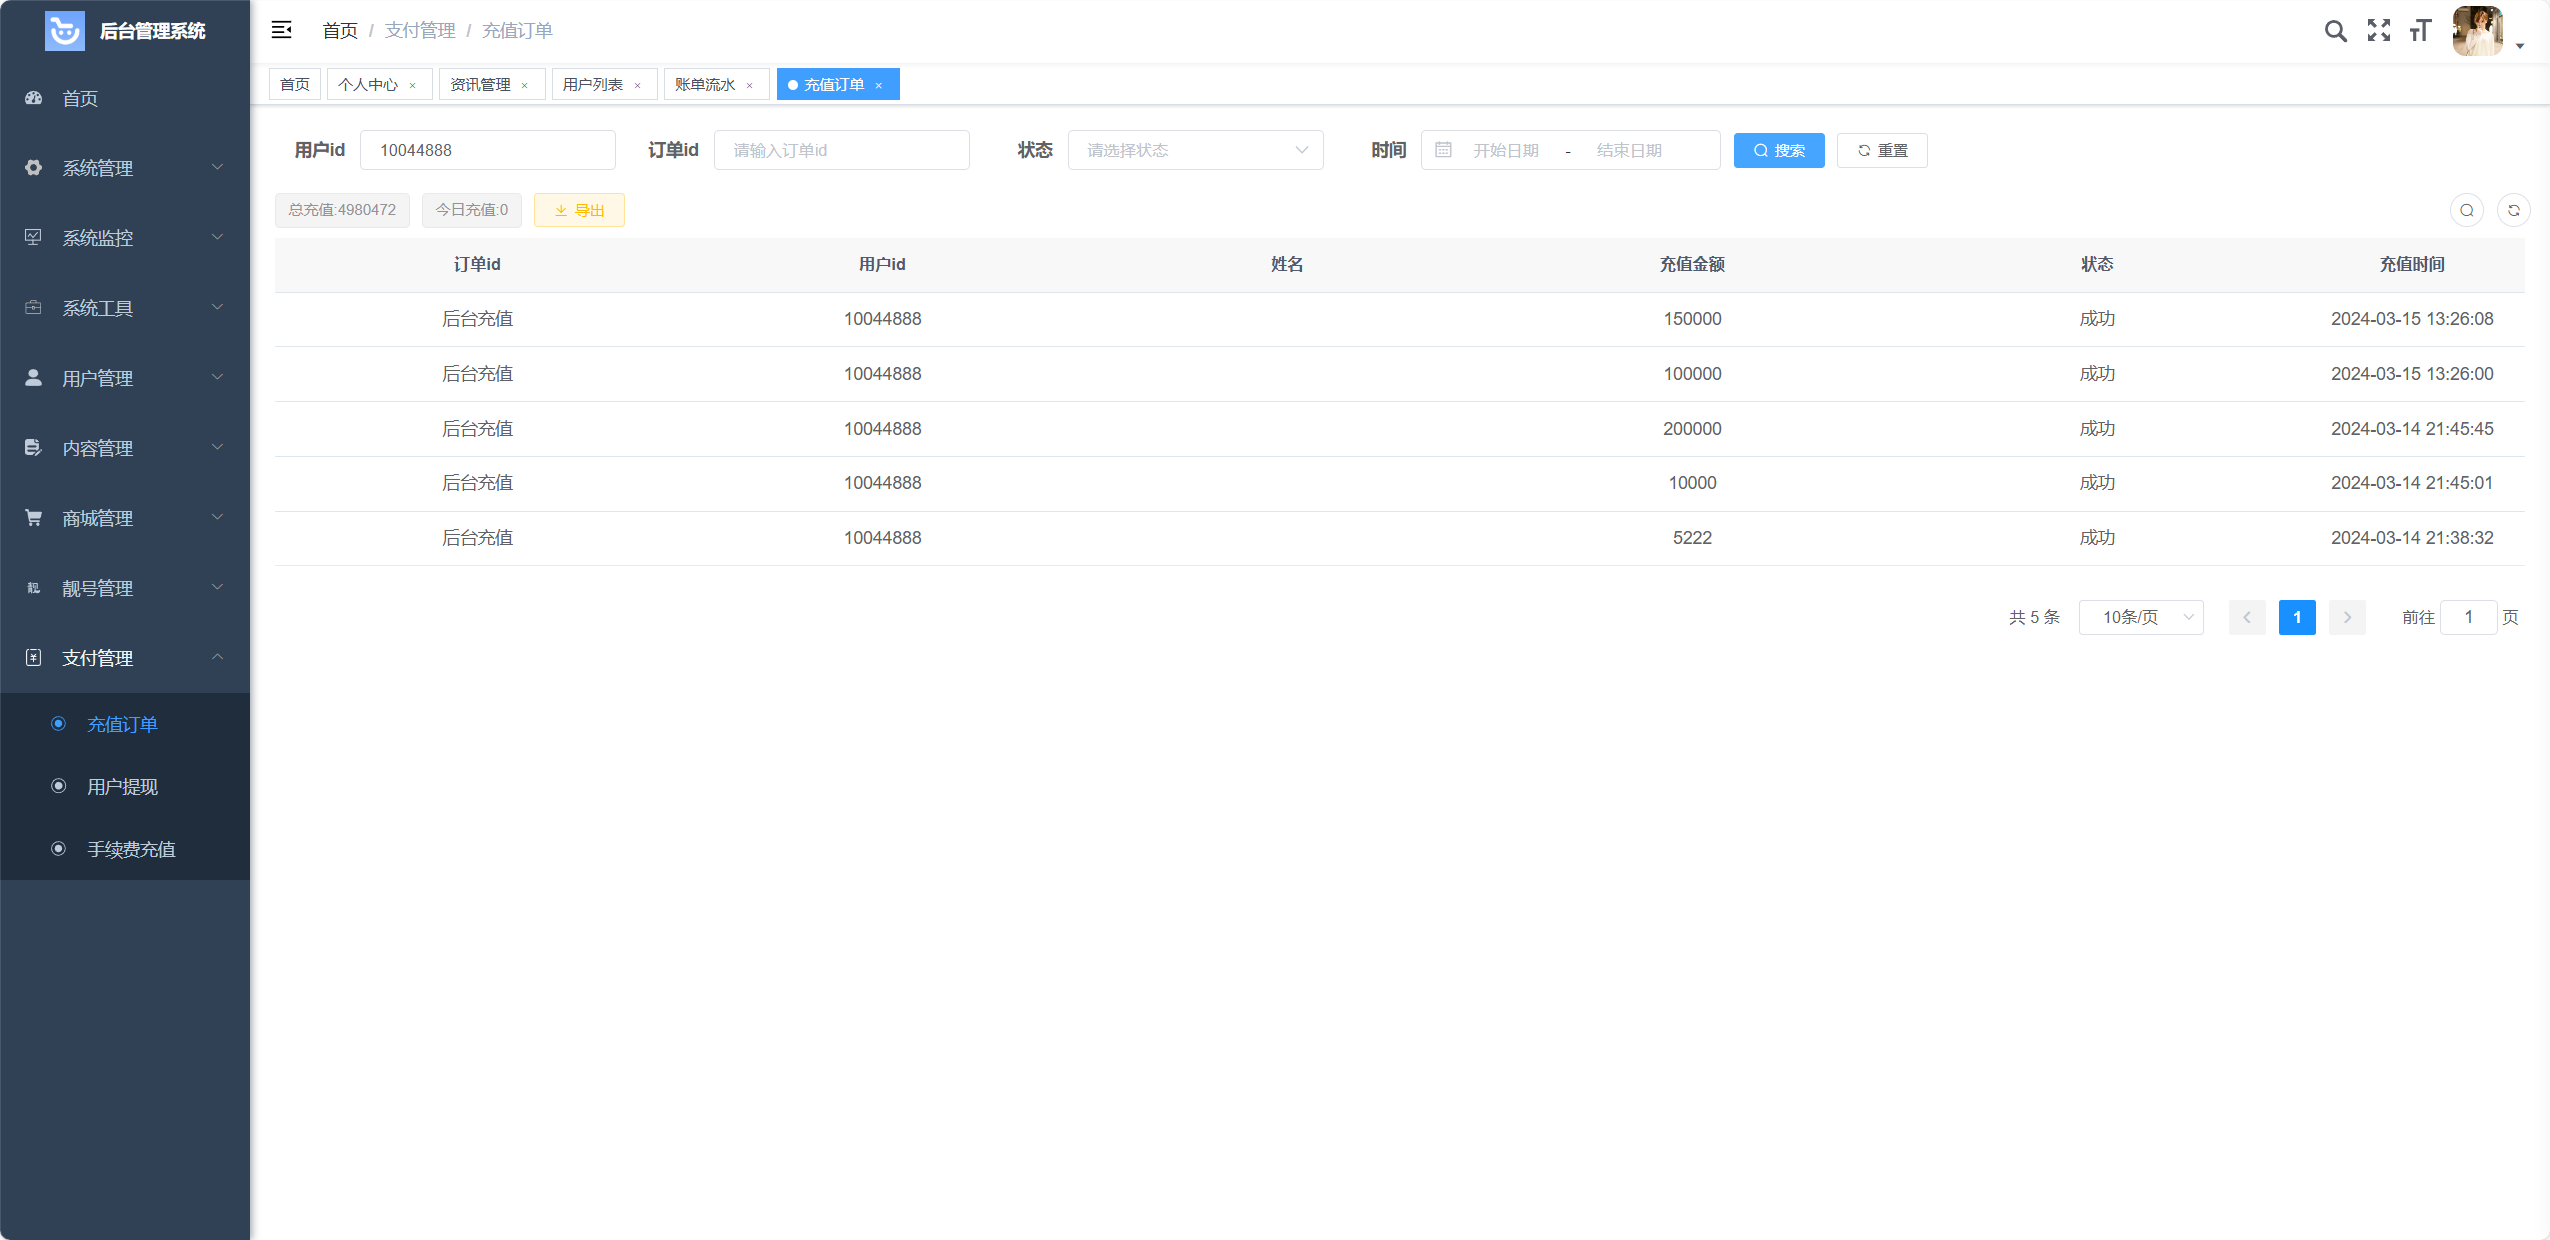 后台管理系统
首页
系统管理
系统监控
系统工具
用户管理
内容管理
商城管理
靓 靓号管理
支付管理
充值订单
用户提现
手续费充值
首页 / 支付管理 / 充值订单
首页 个人中心 × 资讯管理 × 用户列表 × 账单流水 × 充值订单 ×
用户id 10044888 订单id 请输入订单id 状态 请选择状态 时间 开始日期 - 结束日期 搜索 重置
总充值:4980472 今日充值:0 导出
订单id 用户id 姓名 充值金额 状态 充值时间
后台充值 10044888 150000 成功 2024-03-15 13:26:08
后台充值 10044888 100000 成功 2024-03-15 13:26:00
后台充值 10044888 200000 成功 2024-03-14 21:45:45
后台充值 10044888 10000 成功 2024-03-14 21:45:01
后台充值 10044888 5222 成功 2024-03-14 21:38:32
共 5 条 10条/页 1 前往 1 页